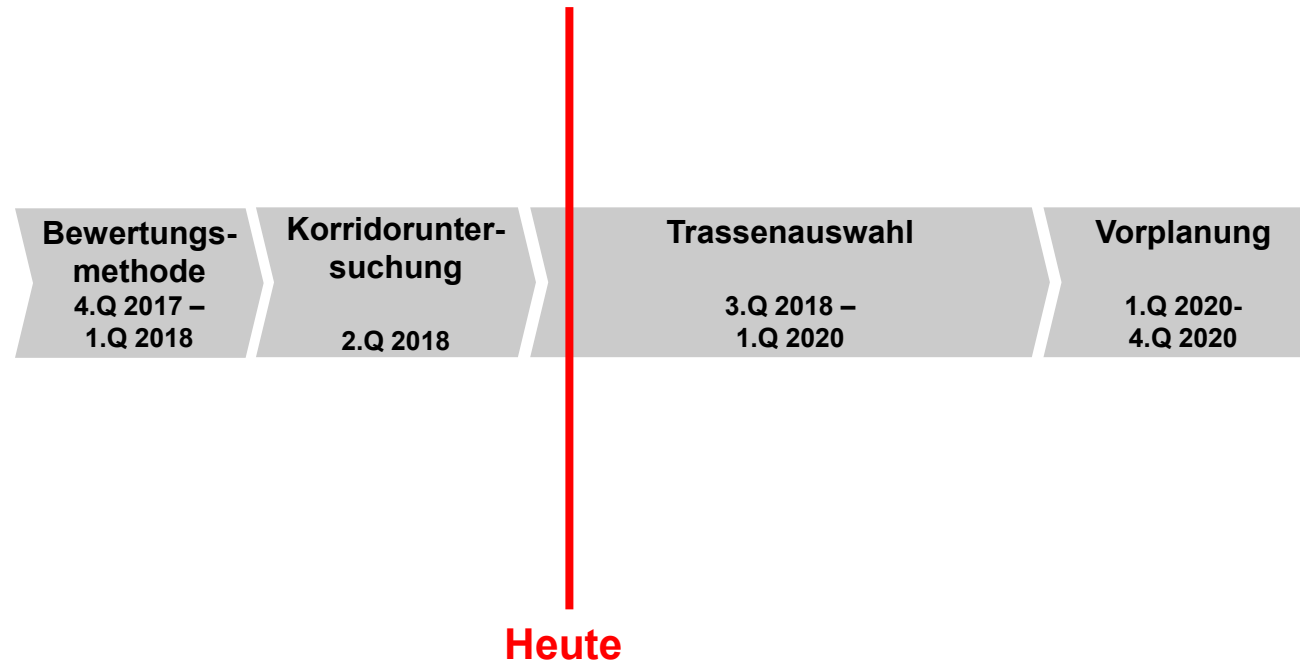 Bewertungs-
methode
4.Q 2017 –
1.Q 2018
Korridorunter-
suchung
2.Q 2018
Trassenauswahl
3.Q 2018 –
1.Q 2020
Vorplanung
1.Q 2020-
4.Q 2020
Heute